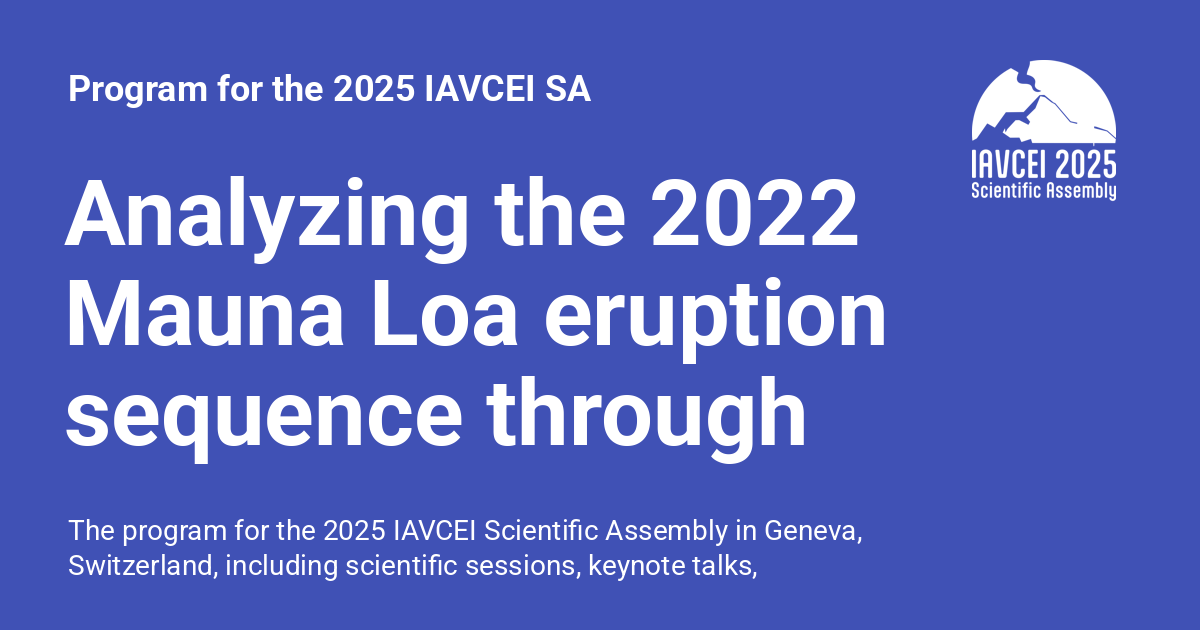 Program for the 2025 IAVCEI SA
IAVCEI 2025
Scientific Assembly
Analyzing the 2022
Mauna Loa eruption
sequence through
The program for the 2025 IAVCEI Scientific Assembly in Geneva,
Switzerland, including scientific sessions, keynote talks,